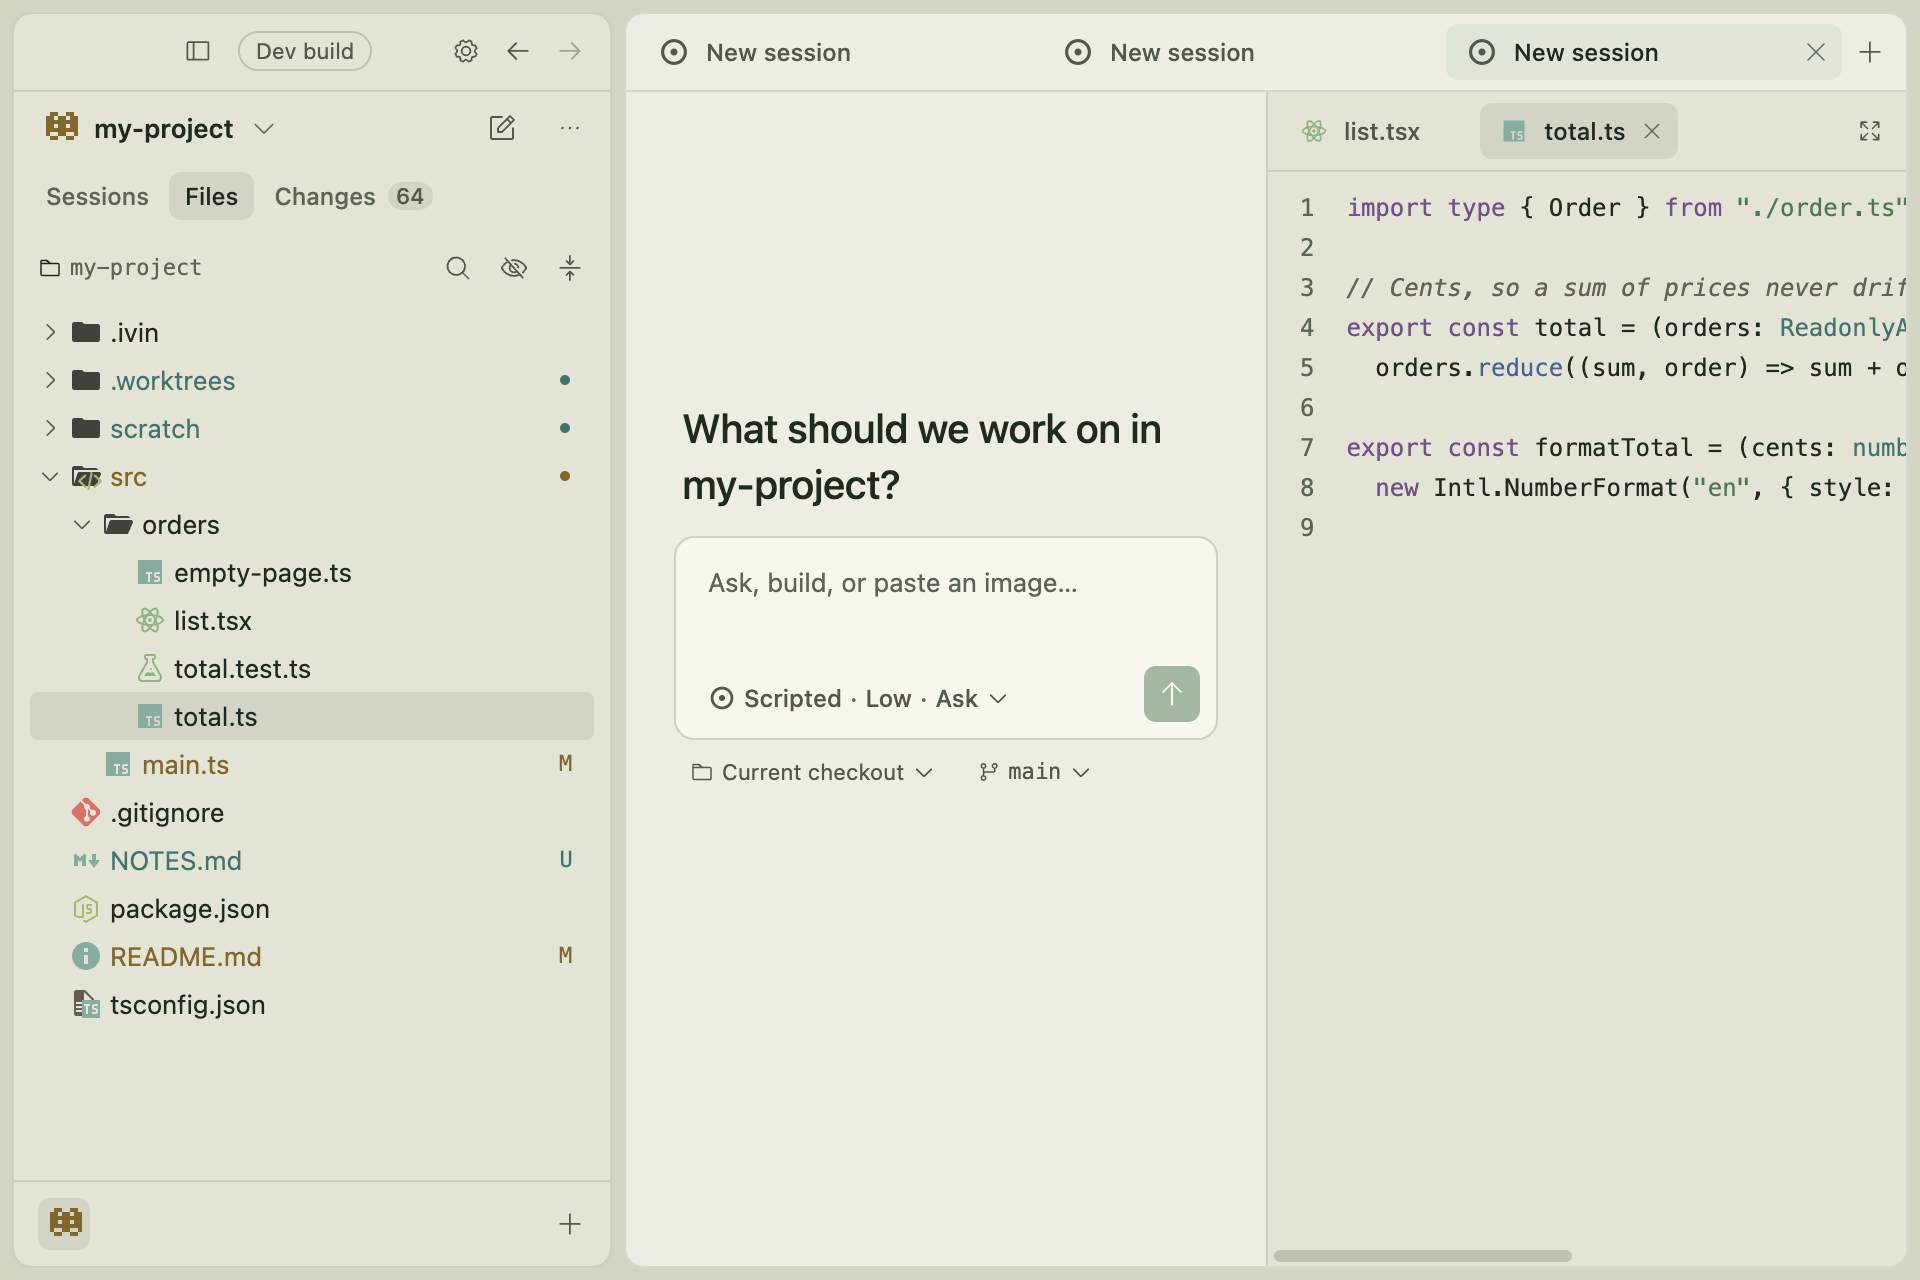 Dev build
my-project
Sessions Files Changes 64
my-project
.ivin
.worktrees
scratch
src
orders
empty-page.ts
list.tsx
total.test.ts
total.ts
main.ts M
.gitignore
NOTES.md U
package.json
README.md M
tsconfig.json
New session New session New session
What should we work on in
my-project?
Ask, build, or paste an image...
Scripted · Low · Ask
Current checkout main
list.tsx total.ts
1 import type { Order } from "./order.ts"
2
3 // Cents, so a sum of prices never drif
4 export const total = (orders: ReadonlyA
5 orders.reduce((sum, order) => sum + o
6
7 export const formatTotal = (cents: numb
8 new Intl.NumberFormat("en", { style:
9